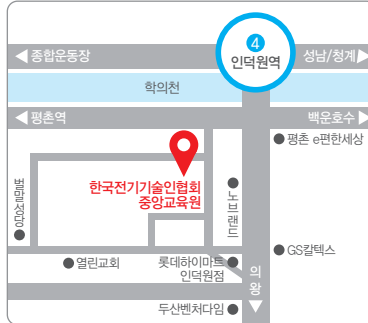 4
인덕원역
◀종합운동장
성남/청계▶
학의천
◀평촌역
백운호수▶
●평촌 e편한세상
한국전기기술인협회
중앙교육원
벌말성당●
●노브랜드
●GS칼텍스
●열린교회
롯데하이마트●
인덕원점
의왕
▼
두산벤처다임●